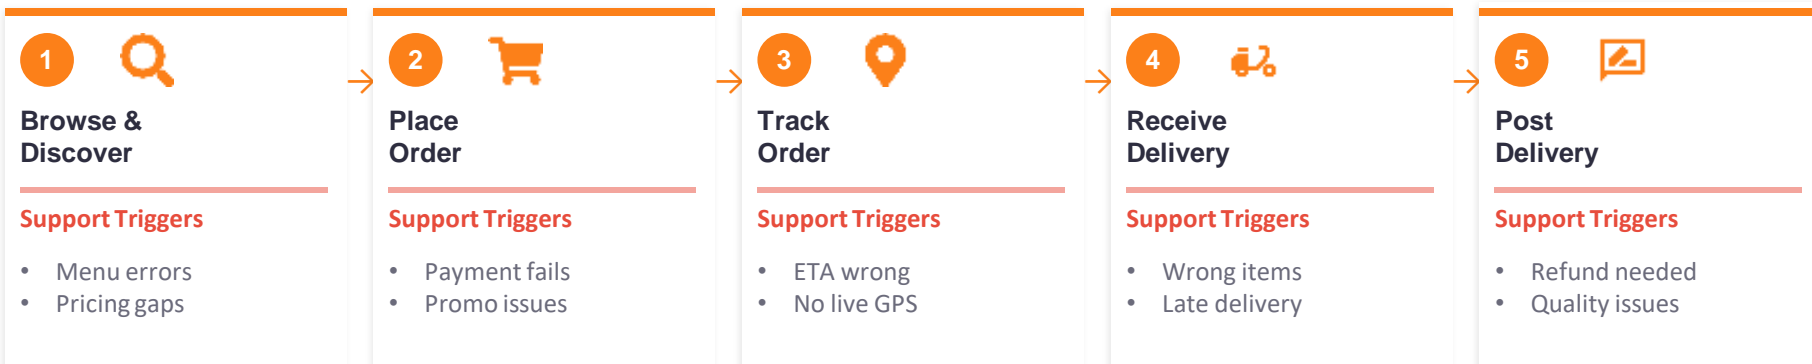 1
Browse &
Discover
Support Triggers
• Menu errors
• Pricing gaps
2
Place
Order
Support Triggers
• Payment fails
• Promo issues
3
Track
Order
Support Triggers
• ETA wrong
• No live GPS
4
Receive
Delivery
Support Triggers
• Wrong items
• Late delivery
5
Post
Delivery
Support Triggers
• Refund needed
• Quality issues